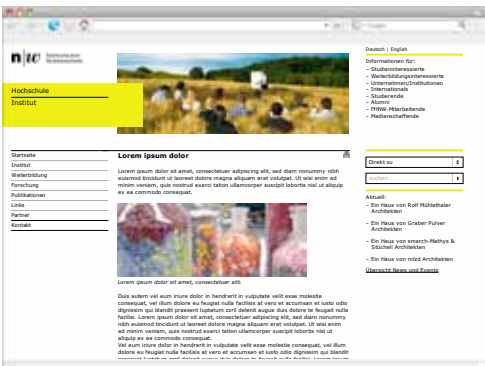 Deutsch | English
n|w
Informationen für:
– Studieninteressierte
– Weiterbildungsinteressierte
– Unternehmen/Institutionen
– Internationals
– Studierende
– Alumni
– FHNW-Mitarbeitende
– Medienschaffende
Hochschule
Institut
Startseite
Institut
Weiterbildung
Forschung
Publikationen
Links
Partner
Kontakt
Lorem ipsum dolor
Lorem ipsum dolor sit amet, consectetuer adipiscing elit, sed diam nonummy nibh
euismod tincidunt ut laoreet dolore magna aliquam erat volutpat. Ut wisi enim ad
minim veniam, quis nostrud exerci tation ullamcorper suscipit lobortis nisl ut aliquip
ex ea commodo consequat.
Lorem ipsum dolor sit amet, consectetuer elit.
Duis autem vel eum iriure dolor in hendrerit in vulputate velit esse molestie
consequat, vel illum dolore eu feugiat nulla facilisis at vero et accumsan et iusto odio
dignissim qui blandit praesent luptatum zzril delenit augue duis dolore te feugait nulla
facilisi. Lorem ipsum dolor sit amet, consectetuer adipiscing elit, sed diam nonummy
nibh euismod tincidunt ut laoreet dolore magna aliquam erat volutpat. Ut wisi enim
ad minim veniam, quis nostrud exerci tation ullamcorper suscipit lobortis nisl ut
aliquip ex ea commodo consequat.
Vel eum iriure dolor in hendrerit in vulputate velit esse molestie consequat, vel illum
dolore eu feugiat nulla facilisis at vero et accumsan et iusto odio dignissim qui blandit
Direkt zu
suchen ...
Aktuell:
– Ein Haus von Rolf Mühlethaler
Architekten
– Ein Haus von Graber Pulver
Architekten
– Ein Haus von smarch-Mathys &
Stücheli Architekten
– Ein Haus von mlzd Architekten
Übersicht News und Events